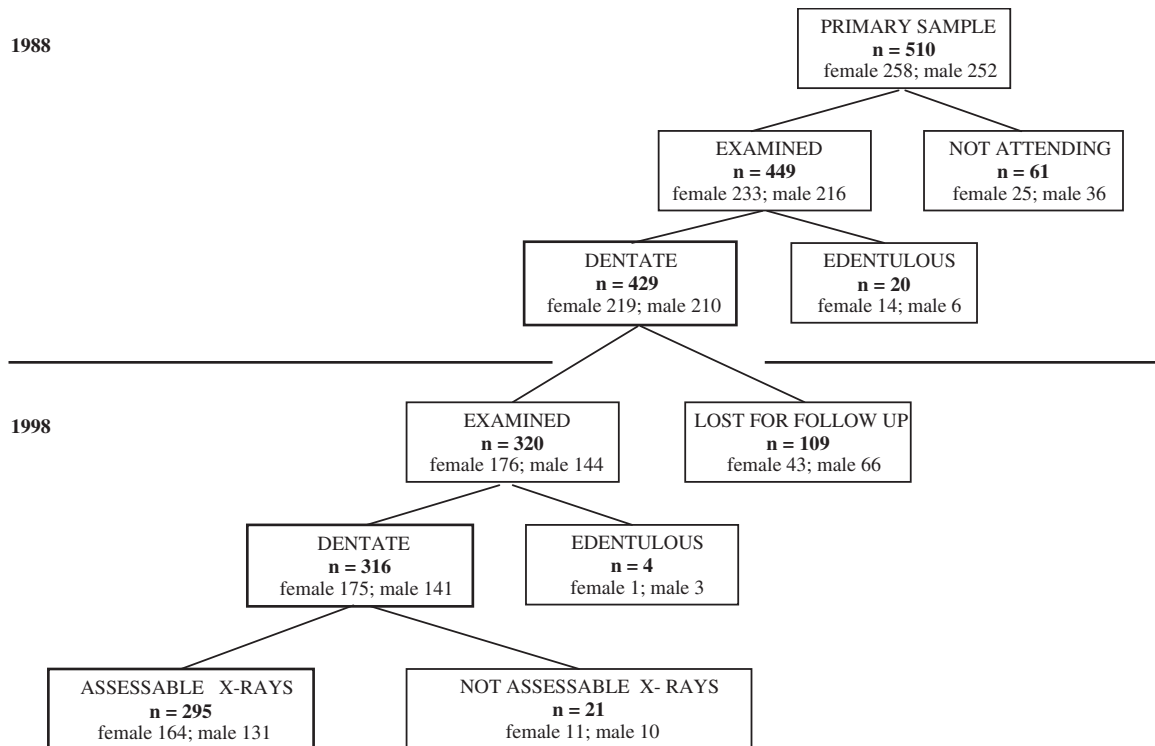 1988
PRIMARY SAMPLE
n = 510
female 258; male 252
EXAMINED
n = 449
female 233; male 216
NOT ATTENDING
n = 61
female 25; male 36
DENTATE
n = 429
female 219; male 210
EDENTULOUS
n = 20
female 14; male 6
1998
EXAMINED
n = 320
female 176; male 144
LOST FOR FOLLOW UP
n = 109
female 43; male 66
DENTATE
n = 316
female 175; male 141
EDENTULOUS
n = 4
female 1; male 3
ASSESSABLE X-RAYS
n = 295
female 164; male 131
NOT ASSESSABLE X- RAYS
n = 21
female 11; male 10